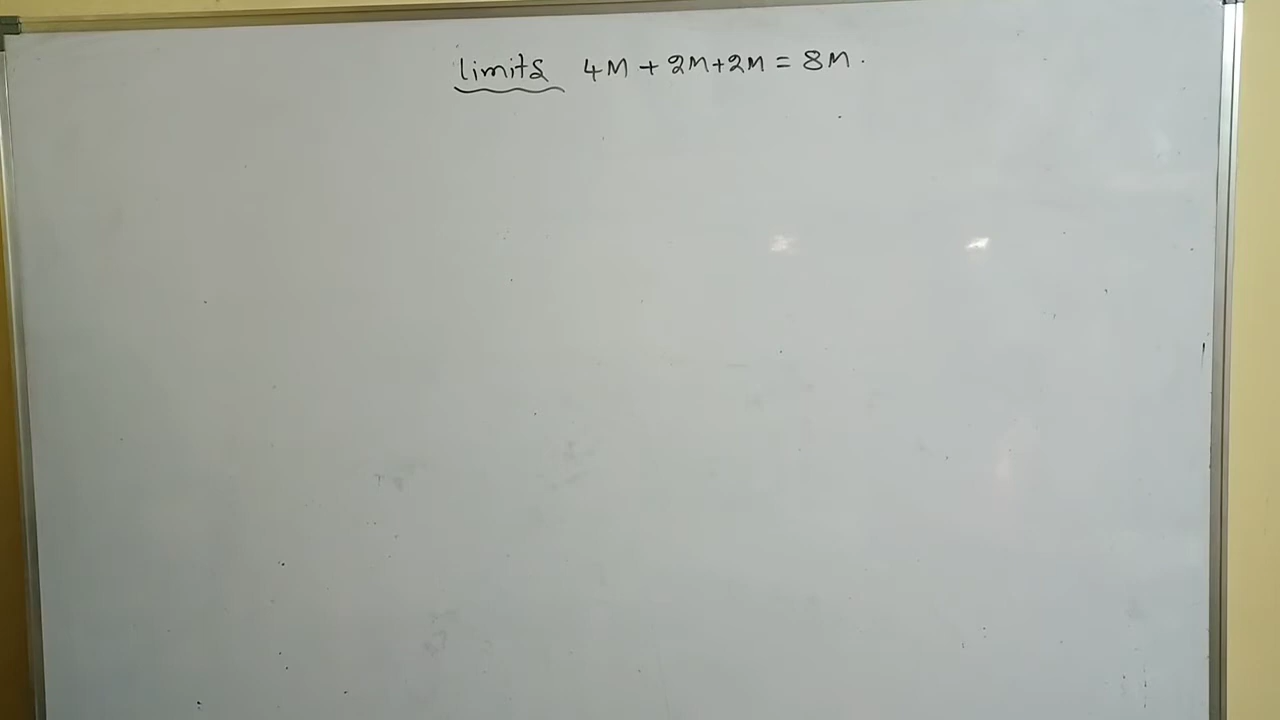 Limits 4M + 2M + 2M = 8M.